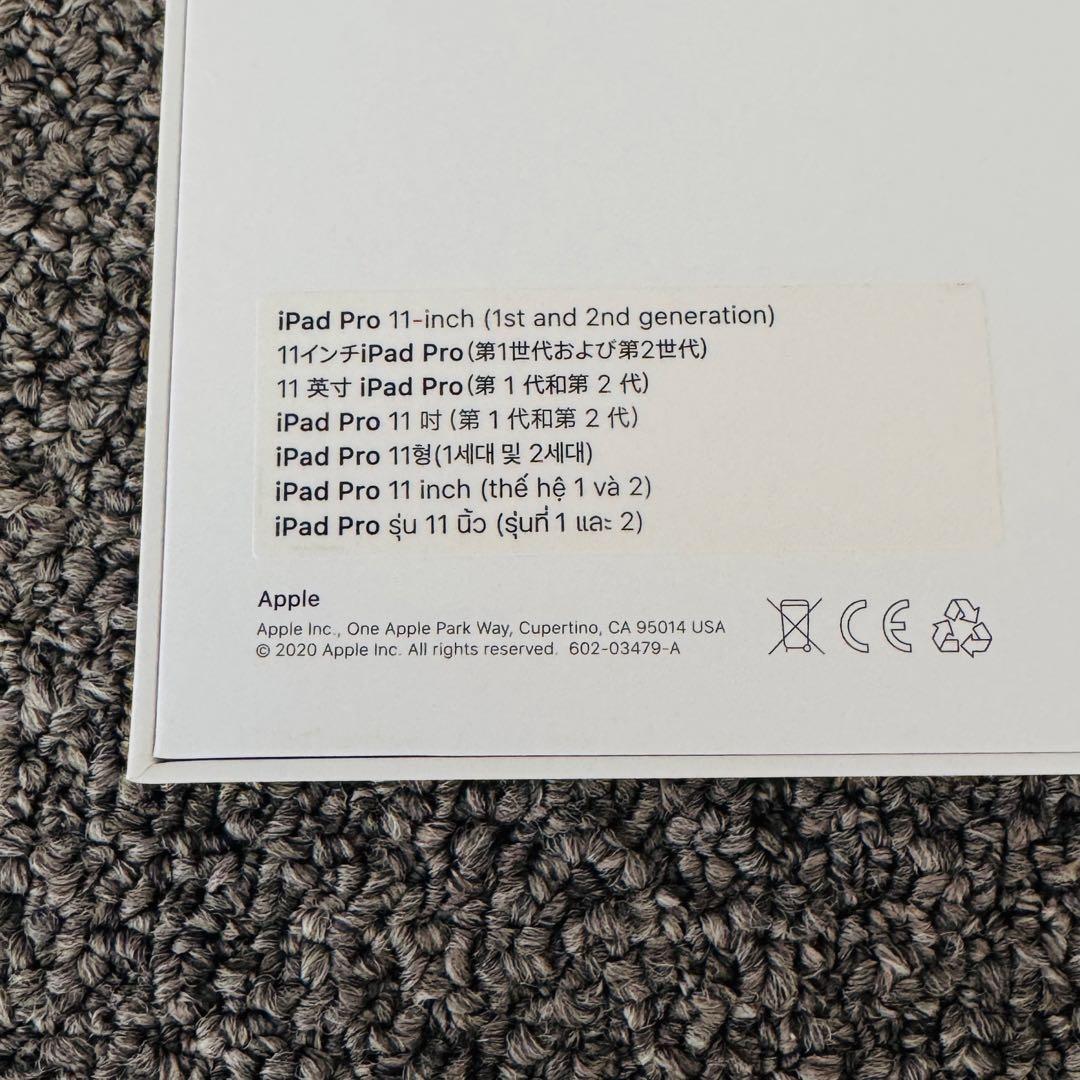 iPad Pro 11-inch (1st and 2nd generation)
11インチiPad Pro(第1世代および第2世代)
11 英寸 iPad Pro(第 1 代和第 2 代)
iPad Pro 11 吋 (第 1 代和第 2 代)
iPad Pro 11형(1세대 및 2세대)
iPad Pro 11 inch (thế hệ 1 và 2)
iPad Pro รุ่น 11 นิ้ว (รุ่นที่ 1 และ 2)
Apple
Apple Inc., One Apple Park Way, Cupertino, CA 95014 USA
© 2020 Apple Inc. All rights reserved. 602-03479-A
CE